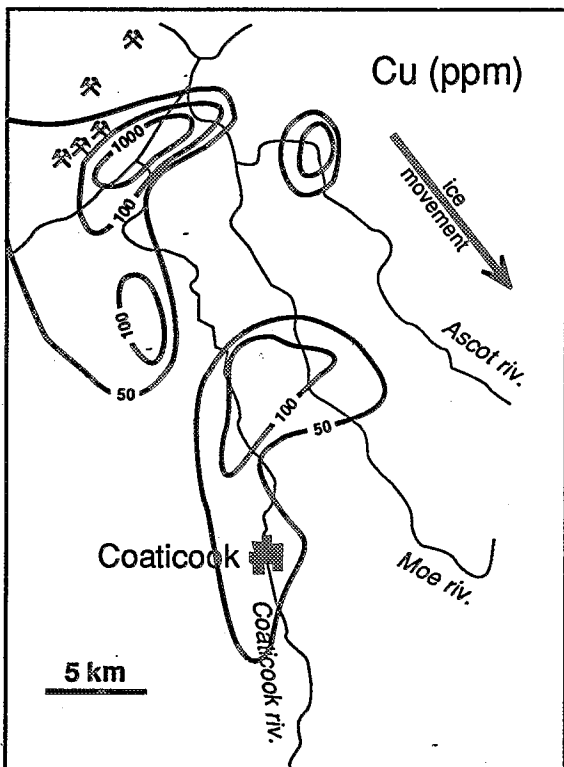 Cu (ppm)
1000
100
ice
movement
100
50
Ascot riv.
100
50
Coaticook
Moe riv.
Coaticook riv.
5 km